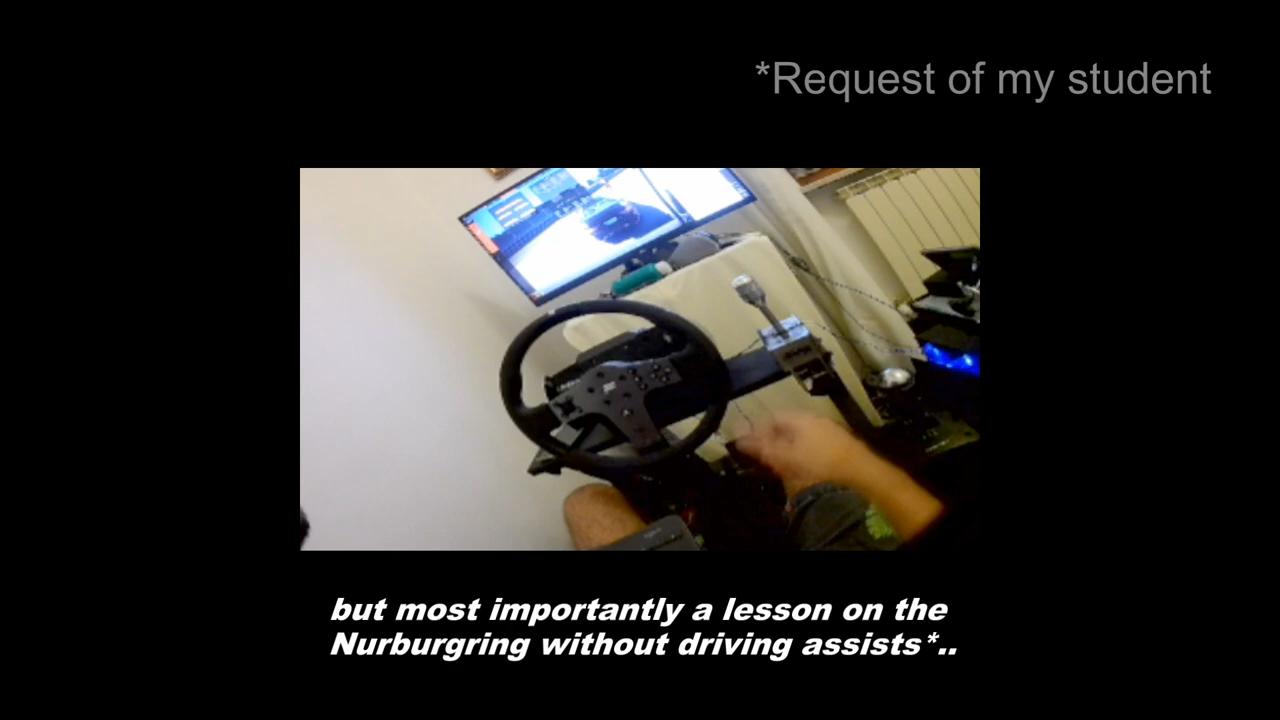 *Request of my student
but most importantly a lesson on the
Nurburgring without driving assists*..